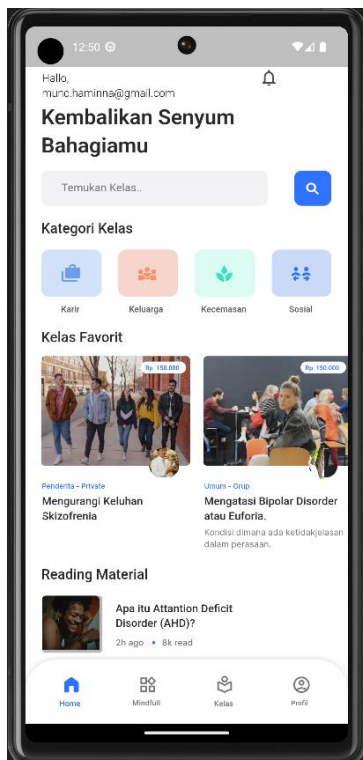 12:50
Hallo,
munc.haminna@gmail.com
Kembalikan Senyum
Bahagiamu
Temukan Kelas..
Kategori Kelas
Karir
Keluarga
Kecemasan
Sosial
Kelas Favorit
Rp 150.000
Rp 150.000
Penderita - Private
Mengurangi Keluhan
Skizofrenia
Umum - Grup
Mengatasi Bipolar Disorder
atau Euforia.
Kondisi dimana ada ketidakjelasan
dalam perasaan.
Reading Material
Apa itu Attantion Deficit
Disorder (AHD)?
2h ago • 8k read
Home
Mindfull
Kelas
Profil